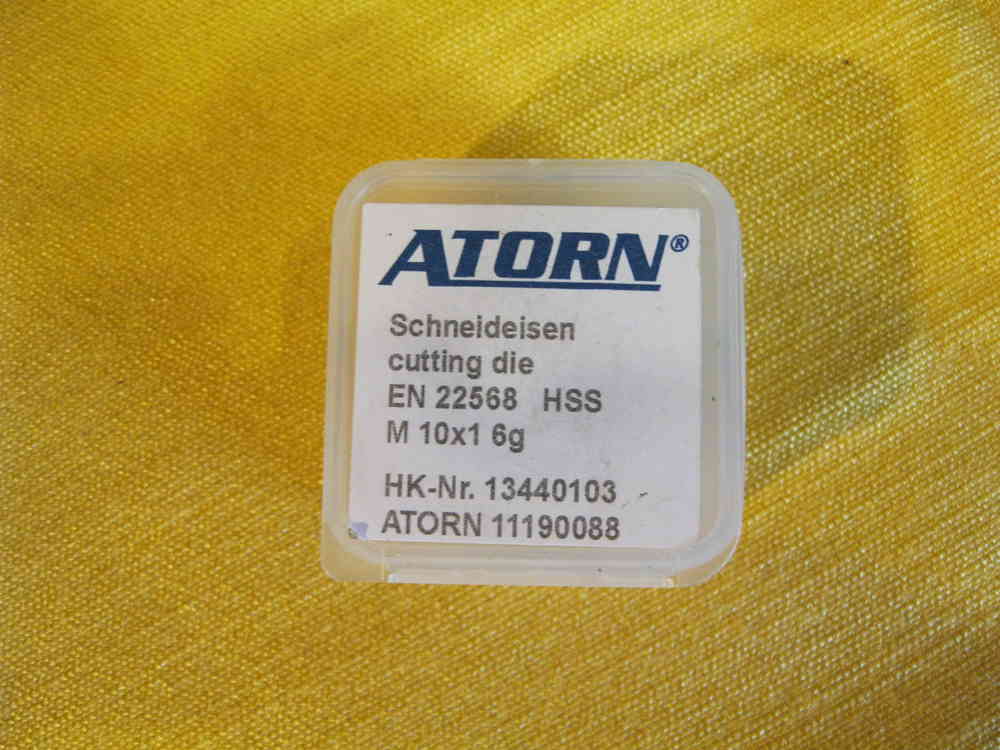 ATORN®
Schneideisen
cutting die
EN 22568 HSS
M 10x1 6g
HK-Nr. 13440103
ATORN 11190088